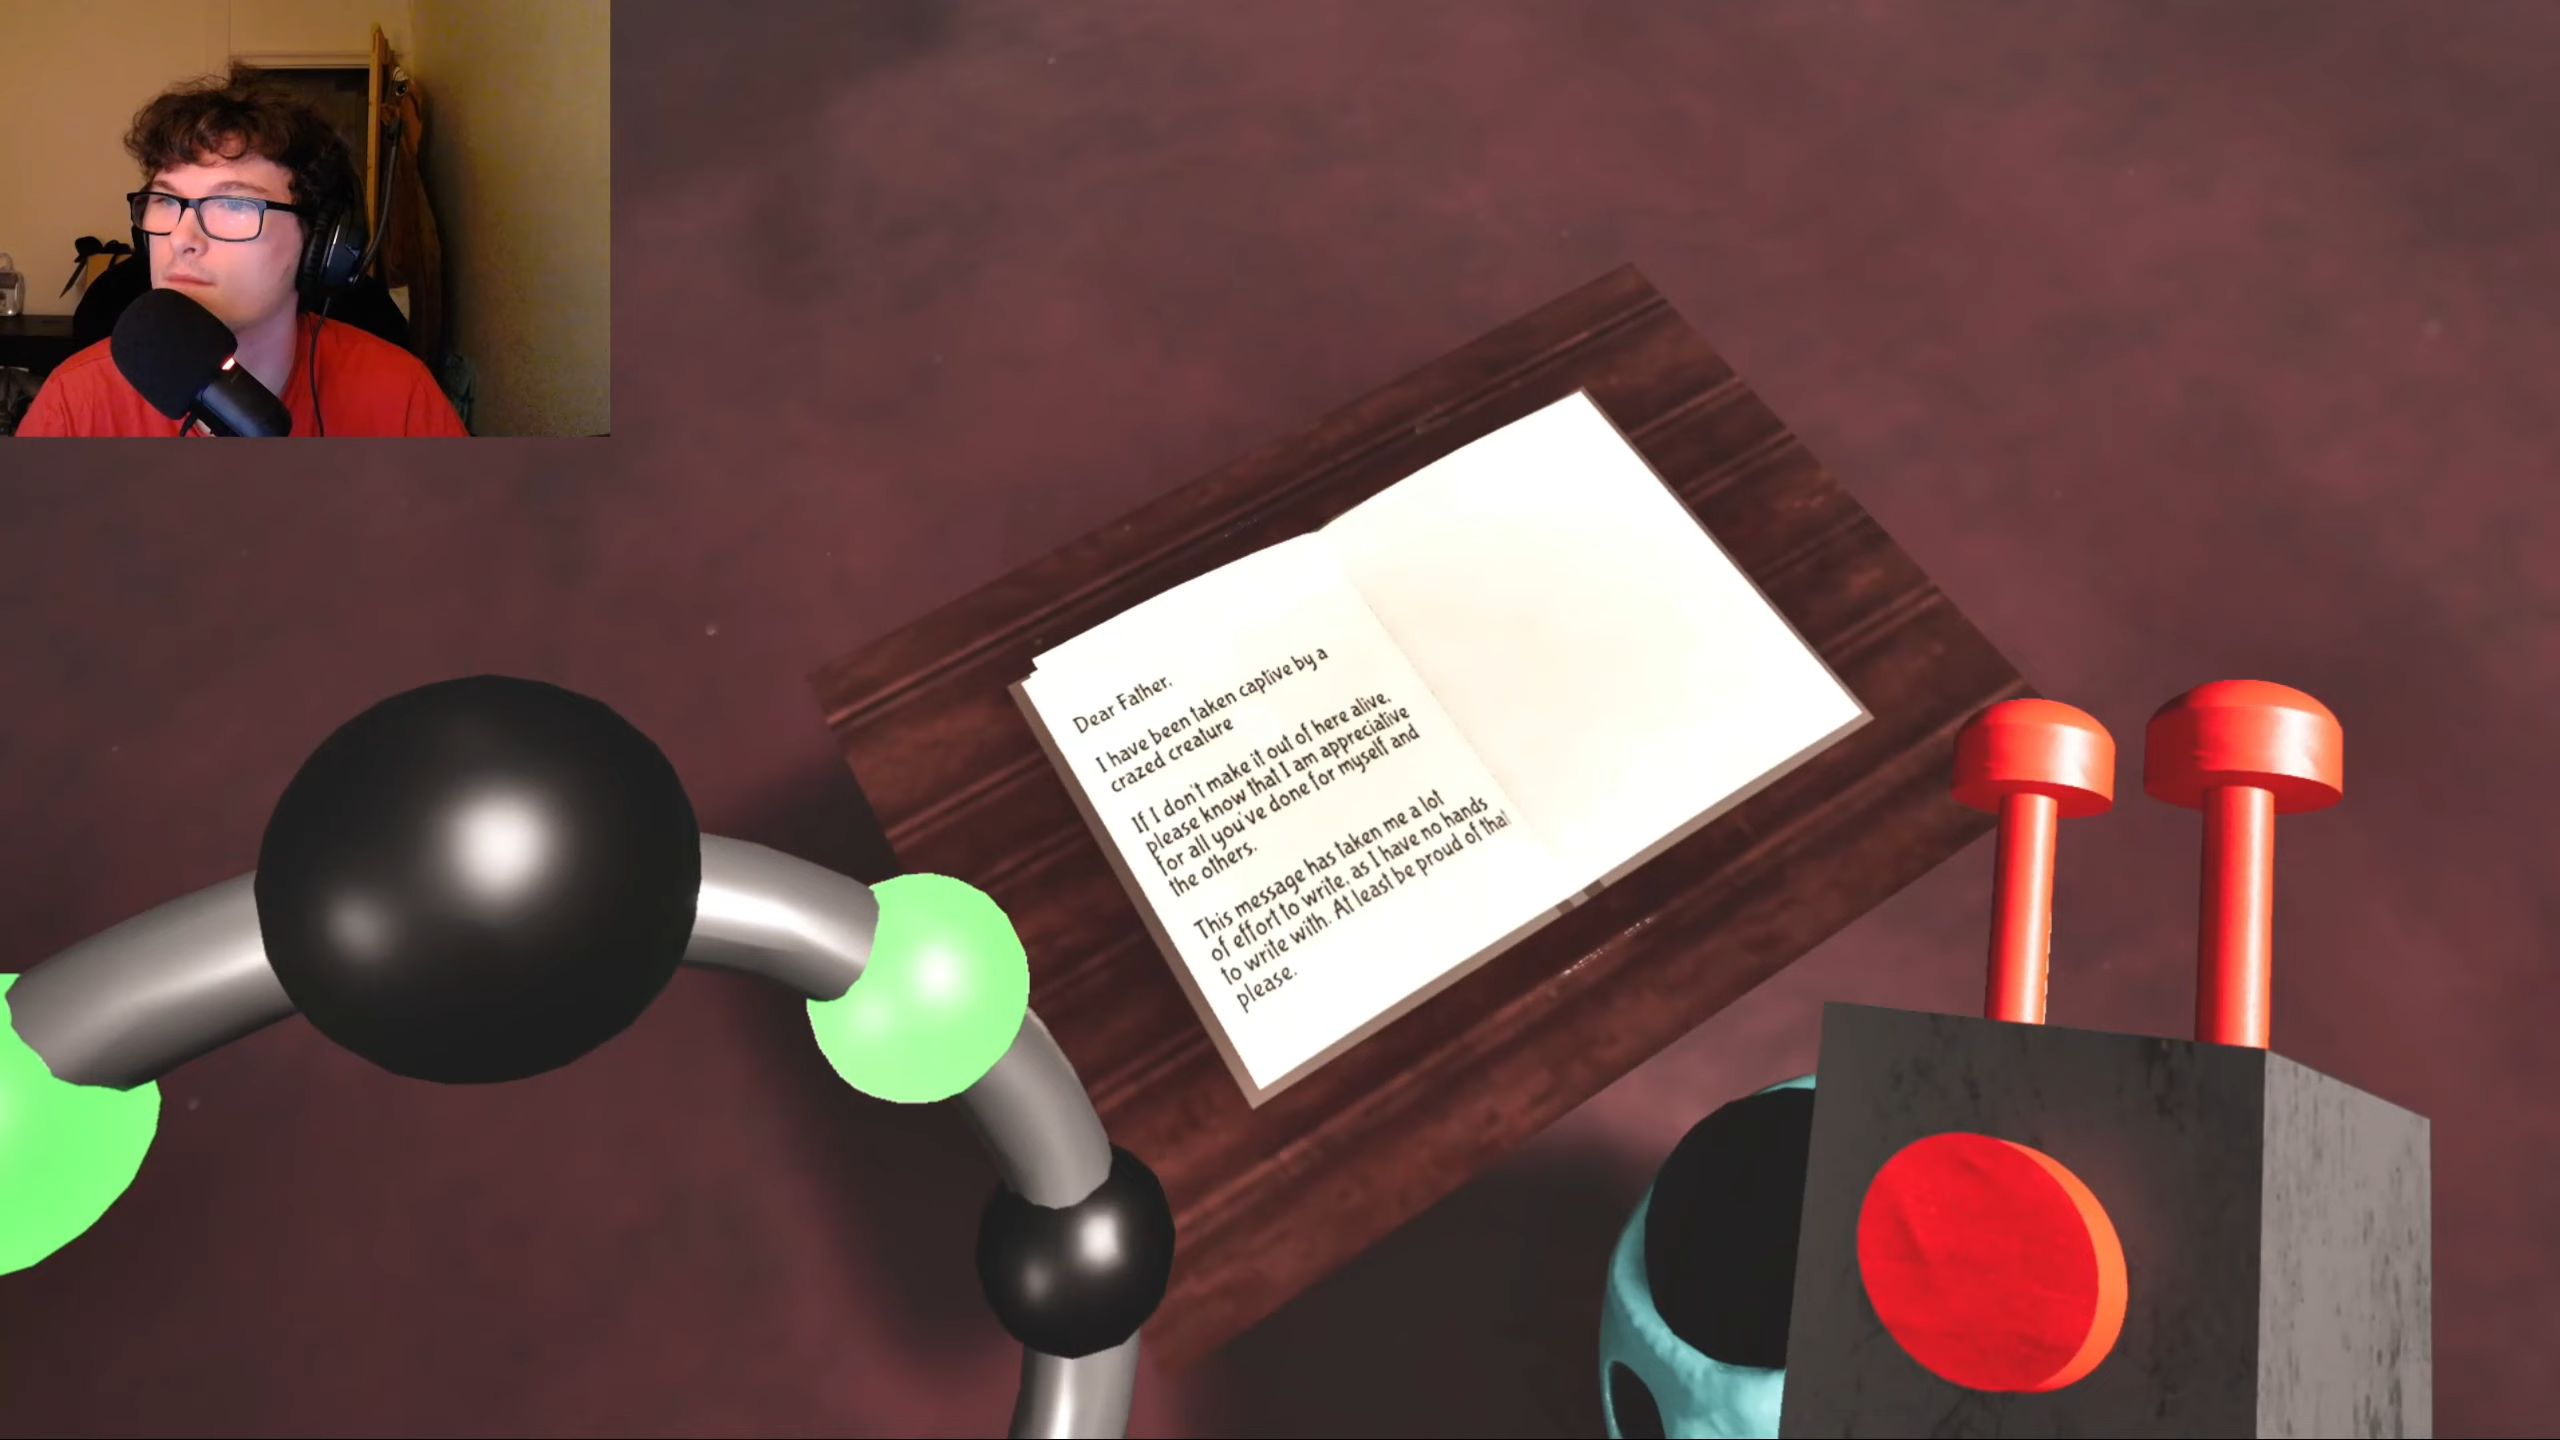 Dear Father,
I have been taken captive by a
crazed creature
If I don't make it out of here alive,
please know that I am appreciative
for all you've done for myself and
the others.
This message has taken me a lot
of effort to write, as I have no hands
to write with. At least be proud of that
please.